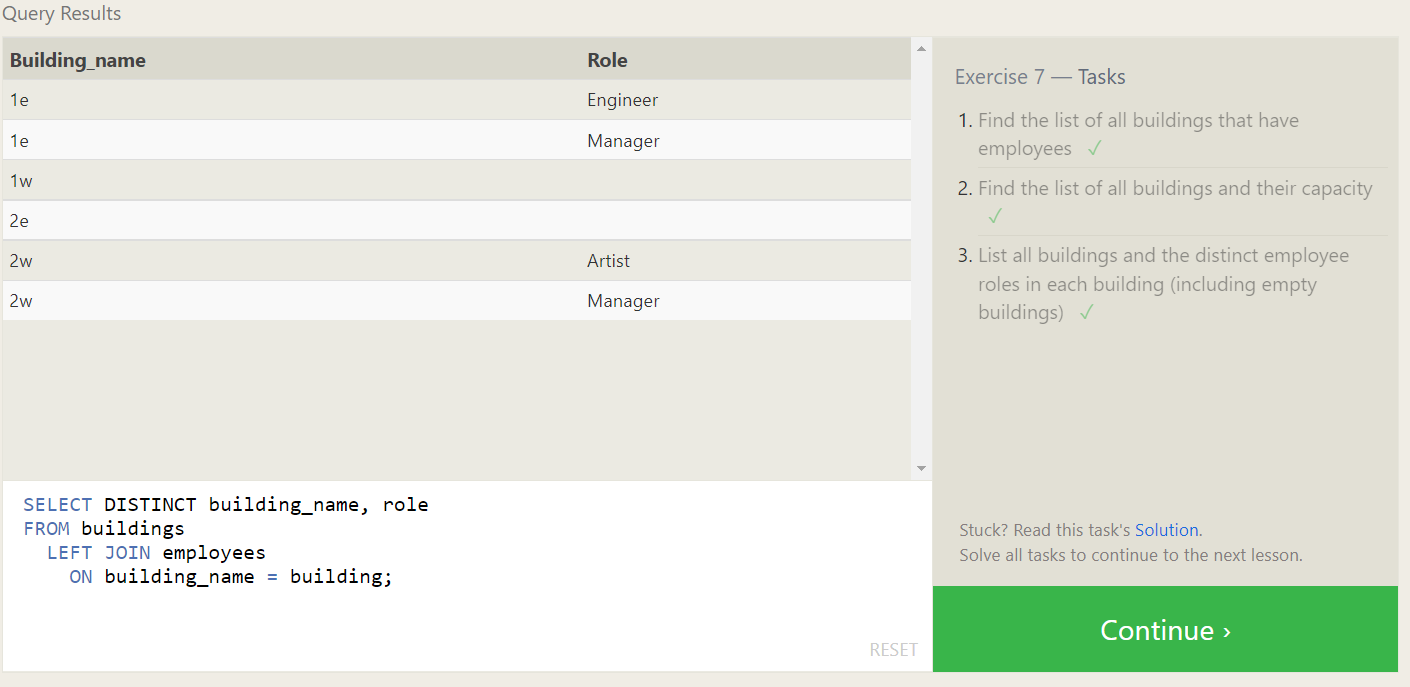 Query Results
Building_name Role
1e Engineer
1e Manager
1w
2e
2w Artist
2w Manager
SELECT DISTINCT building_name, role
FROM buildings
LEFT JOIN employees
ON building_name = building;
RESET
Exercise 7 — Tasks
1. Find the list of all buildings that have
employees ✓
2. Find the list of all buildings and their capacity
✓
3. List all buildings and the distinct employee
roles in each building (including empty
buildings) ✓
Stuck? Read this task's Solution.
Solve all tasks to continue to the next lesson.
Continue ›